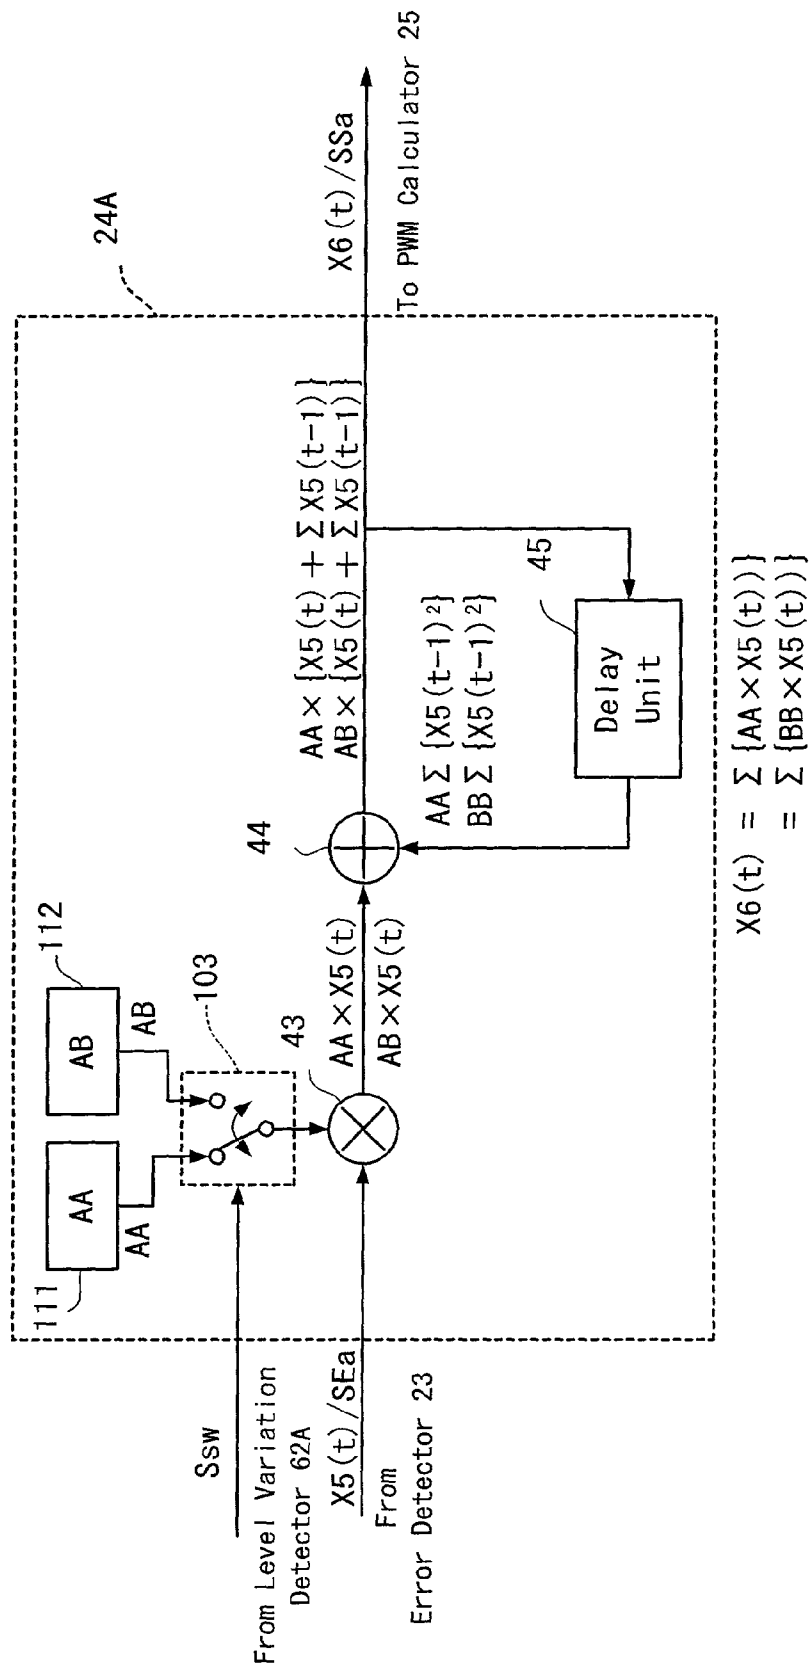 24A
111
AA
AA
112
AB
AB
103
Ssw
From Level Variation
Detector 62A
X5(t)/SEa
From
Error Detector 23
43
AA×X5(t)
AB×X5(t)
44
AA×{X5(t)+ΣX5(t-1)}
AB×{X5(t)+ΣX5(t-1)}
AAΣ{X5(t-1)²}
BBΣ{X5(t-1)²}
45
Delay
Unit
X6(t)/SSa
To PWM Calculator 25
X6(t) = Σ{AA×X5(t))}
= Σ{BB×X5(t))}